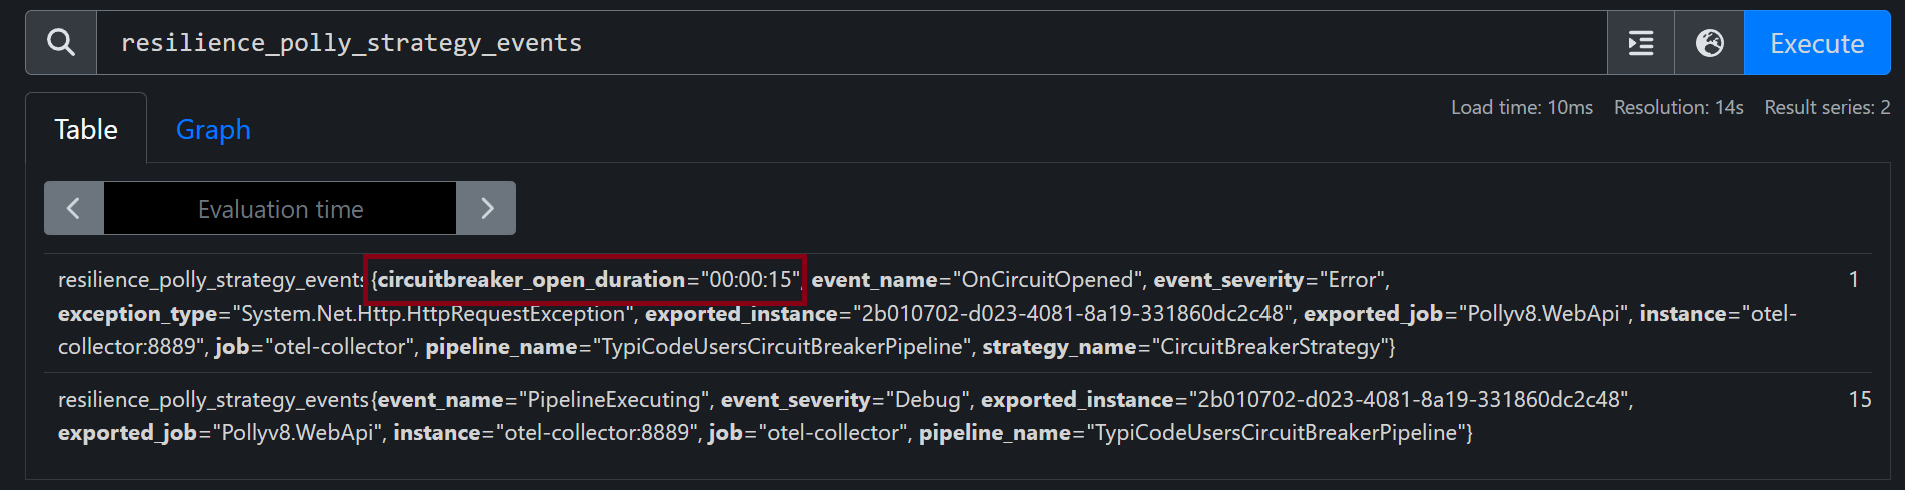 resilience_polly_strategy_events
Execute
Table
Graph
Load time: 10ms Resolution: 14s Result series: 2
Evaluation time
resilience_polly_strategy_events{circuitbreaker_open_duration="00:00:15", event_name="OnCircuitOpened", event_severity="Error", 1
exception_type="System.Net.Http.HttpRequestException", exported_instance="2b010702-d023-4081-8a19-331860dc2c48", exported_job="Pollyv8.WebApi", instance="otel-
collector:8889", job="otel-collector", pipeline_name="TypiCodeUsersCircuitBreakerPipeline", strategy_name="CircuitBreakerStrategy"}
resilience_polly_strategy_events{event_name="PipelineExecuting", event_severity="Debug", exported_instance="2b010702-d023-4081-8a19-331860dc2c48", 15
exported_job="Pollyv8.WebApi", instance="otel-collector:8889", job="otel-collector", pipeline_name="TypiCodeUsersCircuitBreakerPipeline"}